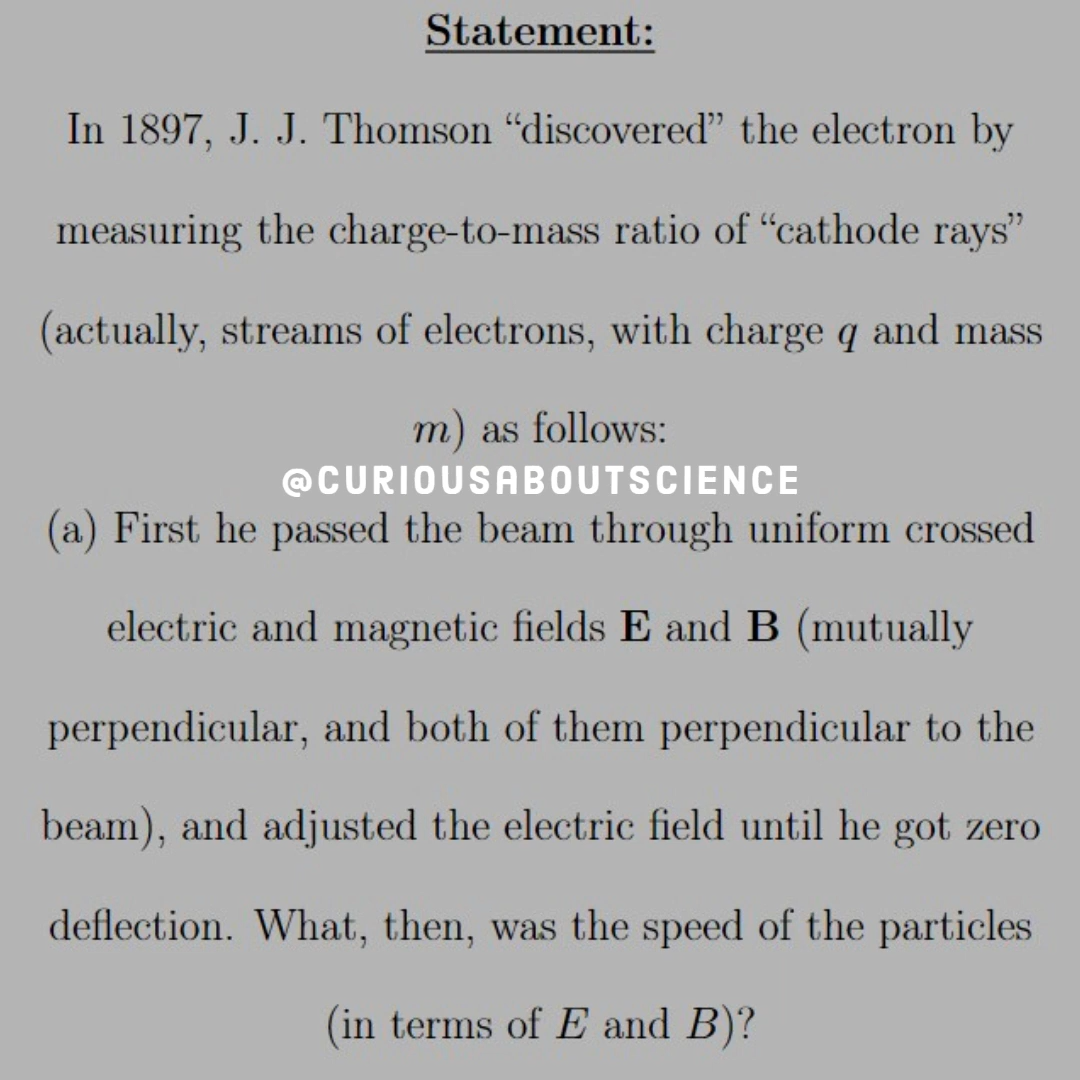 Statement:
In 1897, J. J. Thomson “discovered” the electron by
measuring the charge-to-mass ratio of “cathode rays”
(actually, streams of electrons, with charge q and mass
m) as follows:
@CURIOUSABOUTSCIENCE
(a) First he passed the beam through uniform crossed
electric and magnetic fields E and B (mutually
perpendicular, and both of them perpendicular to the
beam), and adjusted the electric field until he got zero
deflection. What, then, was the speed of the particles
(in terms of E and B)?